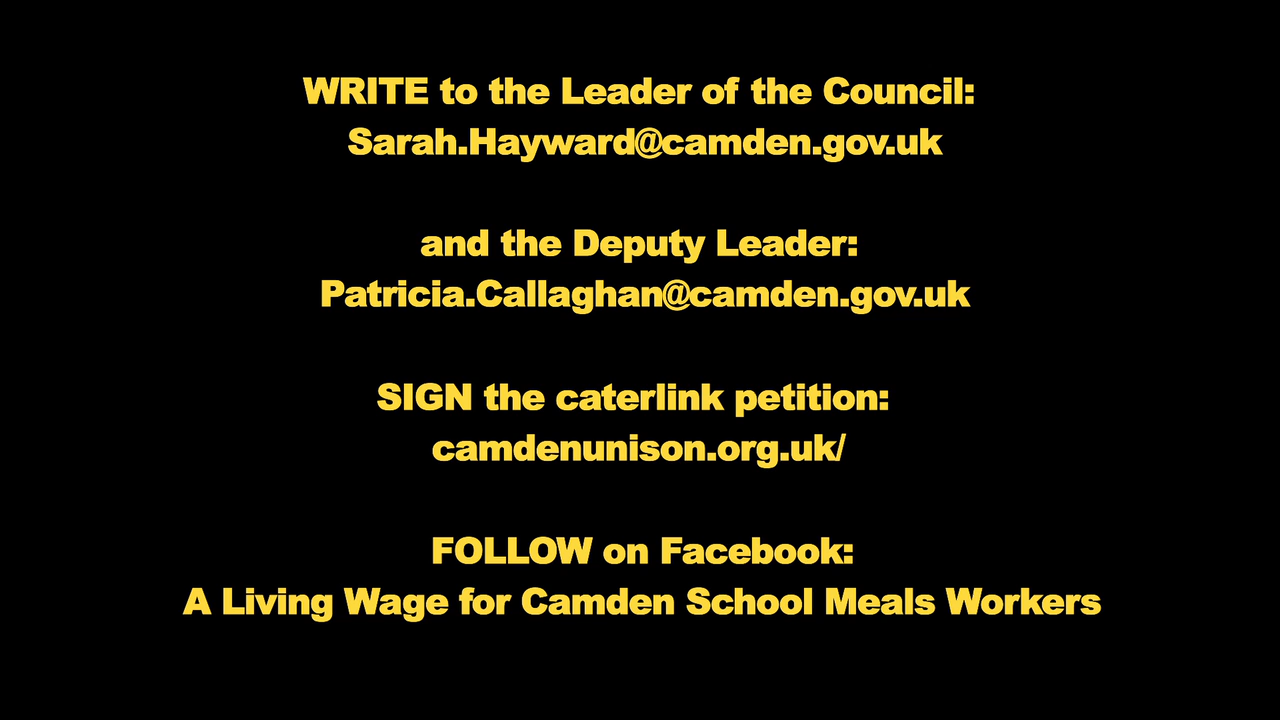 WRITE to the Leader of the Council:
Sarah.Hayward@camden.gov.uk
and the Deputy Leader:
Patricia.Callaghan@camden.gov.uk
SIGN the caterlink petition:
camdenunison.org.uk/
FOLLOW on Facebook:
A Living Wage for Camden School Meals Workers